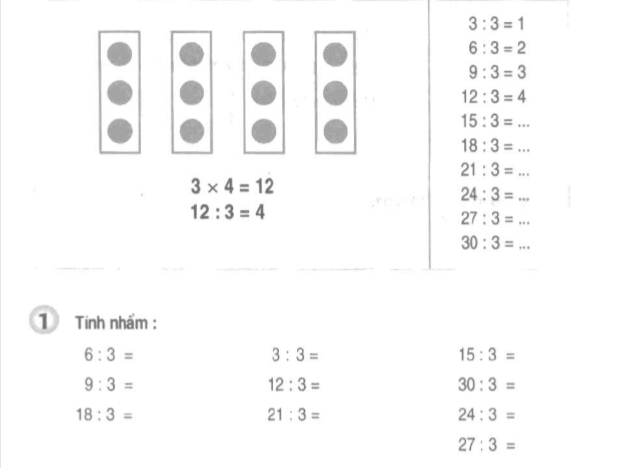 3 × 4 = 12
12 : 3 = 4
3 : 3 = 1
6 : 3 = 2
9 : 3 = 3
12 : 3 = 4
15 : 3 = ...
18 : 3 = ...
21 : 3 = ...
24 : 3 = ...
27 : 3 = ...
30 : 3 = ...
1 Tính nhẩm :
6 : 3 = 3 : 3 = 15 : 3 =
9 : 3 = 12 : 3 = 30 : 3 =
18 : 3 = 21 : 3 = 24 : 3 =
27 : 3 =